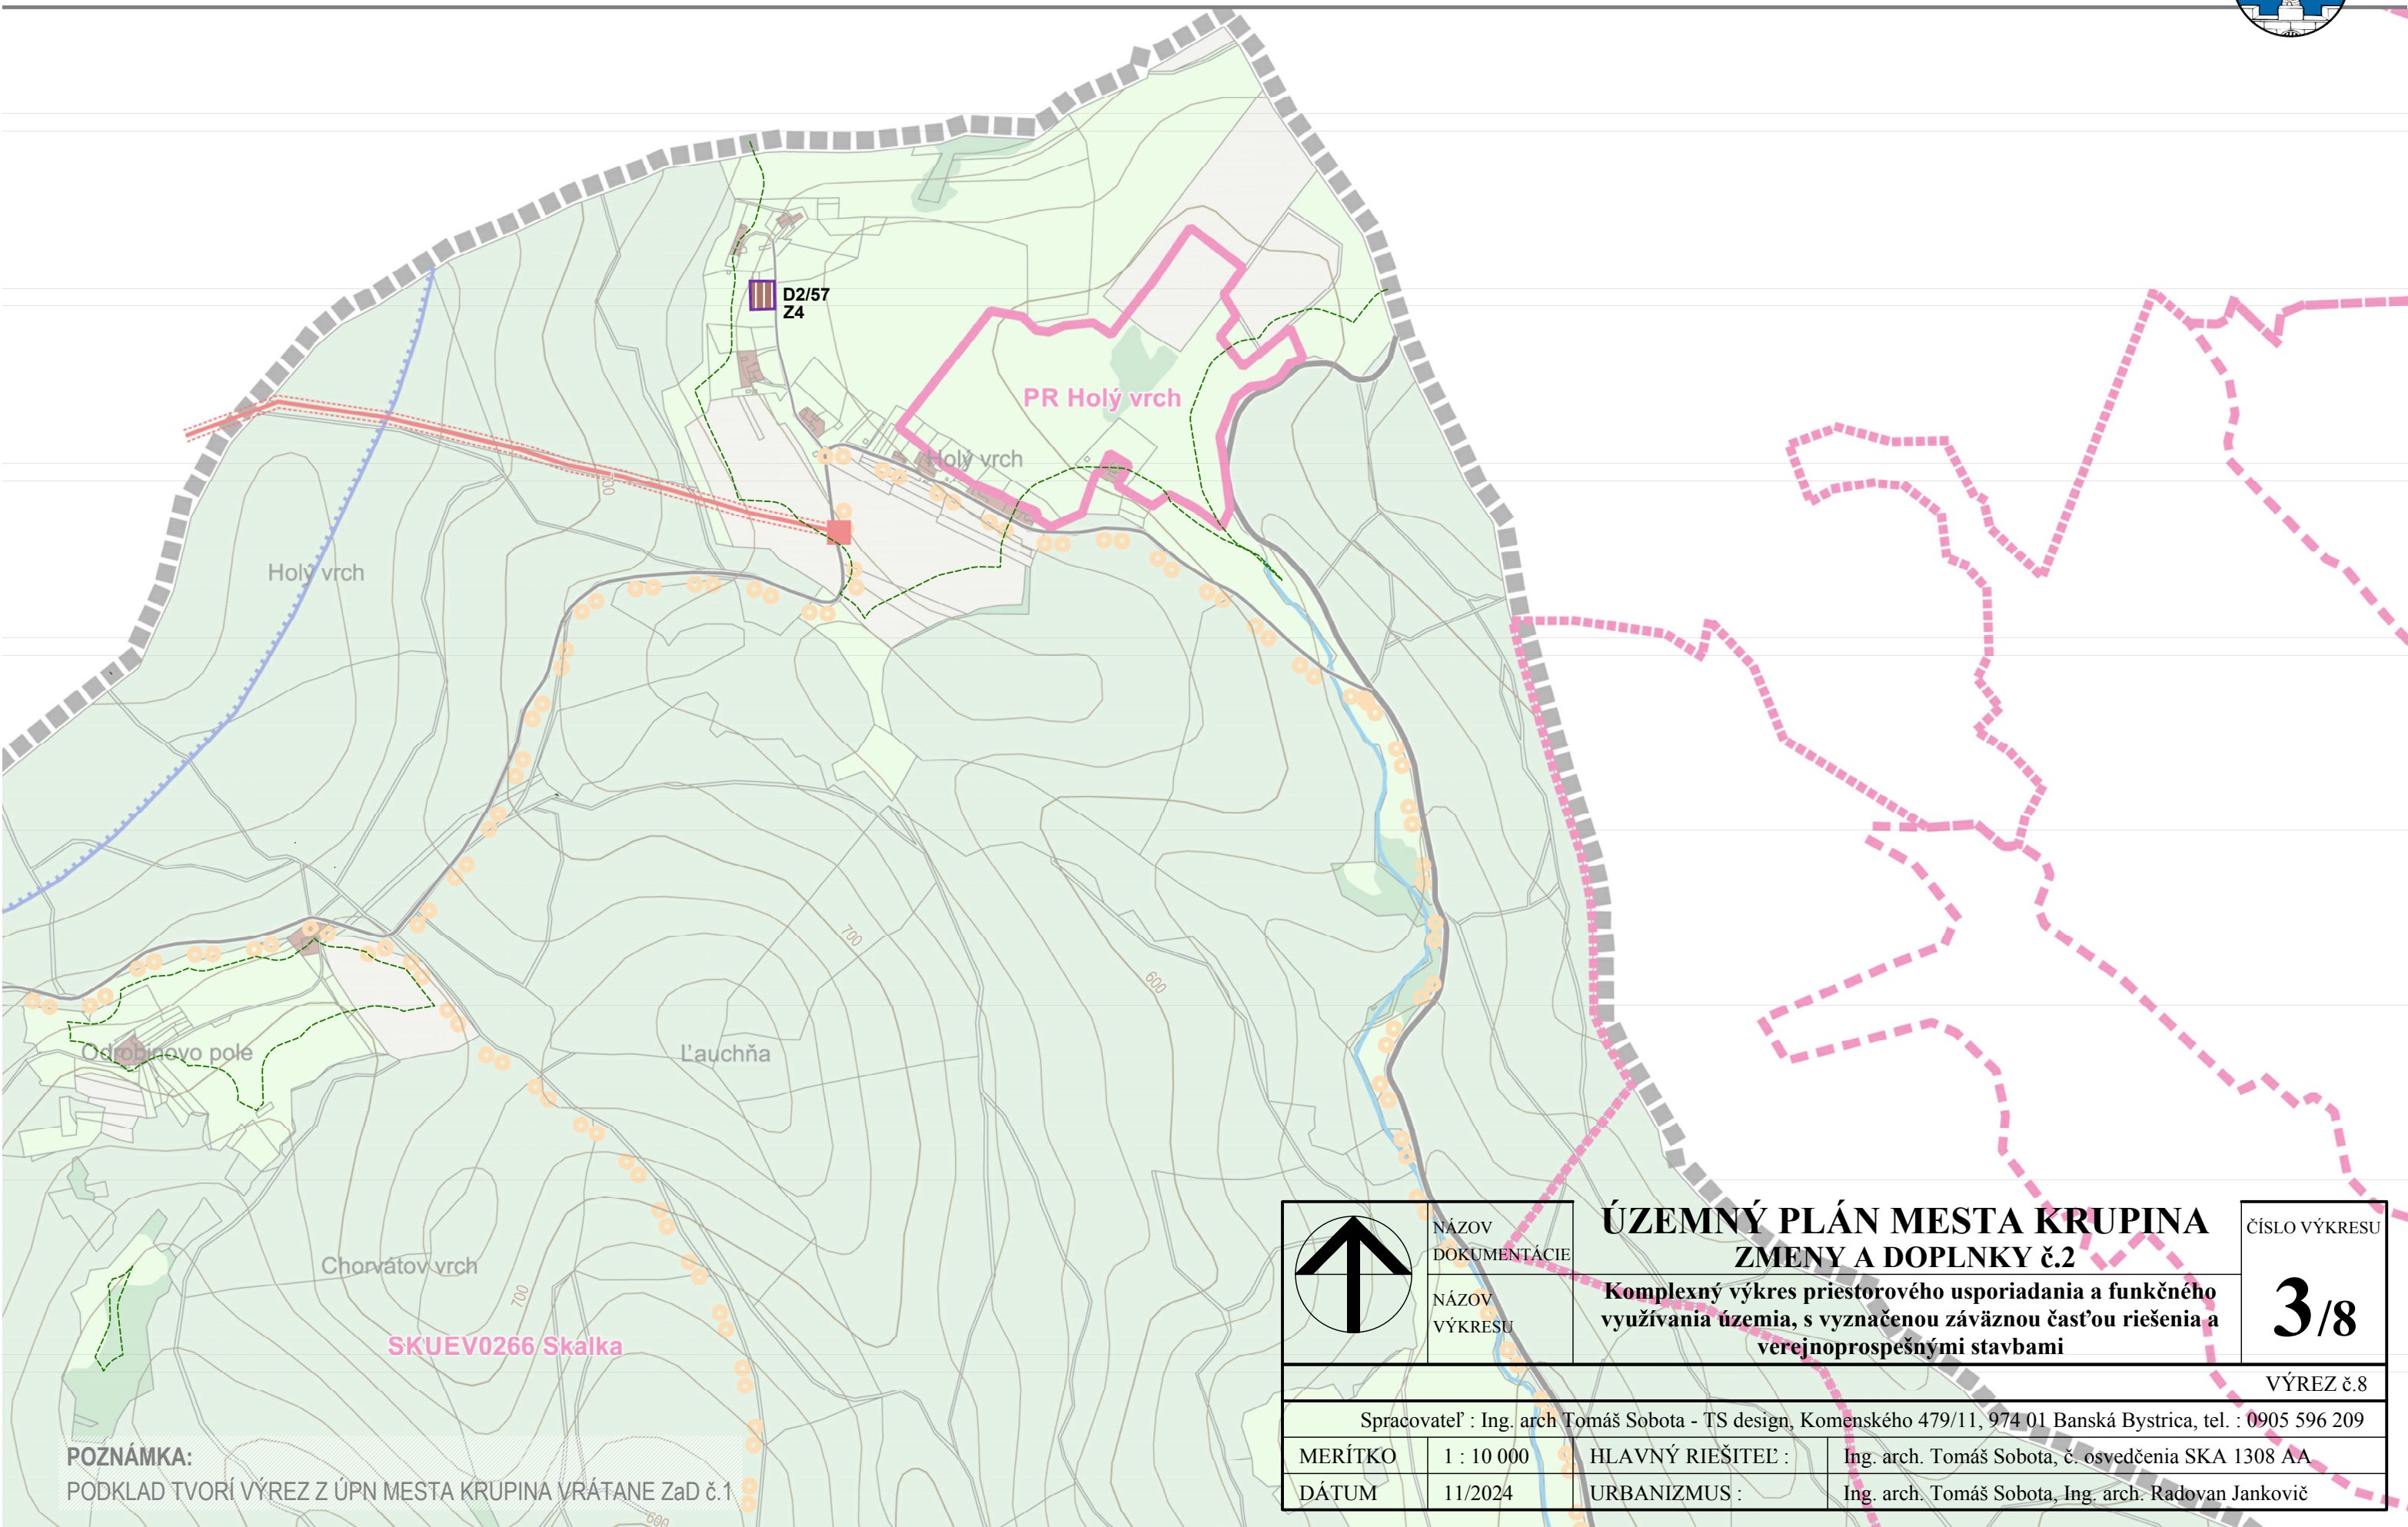 D2/57
Z4
PR Holý vrch
Holý vrch
Holý vrch
700
600
Odrobinovo pole
Ľauchňa
Chorvátov vrch
700
SKUEV0266 Skalka
600
POZNÁMKA:
PODKLAD TVORÍ VÝREZ Z ÚPN MESTA KRUPINA VRÁTANE ZaD č.1
NÁZOV
DOKUMENTÁCIE
ÚZEMNÝ PLÁN MESTA KRUPINA
ZMENY A DOPLNKY č.2
ČÍSLO VÝKRESU
NÁZOV
VÝKRESU
Komplexný výkres priestorového usporiadania a funkčného
využívania územia, s vyznačenou záväznou časťou riešenia a
verejnoprospešnými stavbami
3/8
VÝREZ č.8
Spracovateľ : Ing. arch Tomáš Sobota - TS design, Komenského 479/11, 974 01 Banská Bystrica, tel. : 0905 596 209
MERÍTKO 1 : 10 000 HLAVNÝ RIEŠITEĽ : Ing. arch. Tomáš Sobota, č. osvedčenia SKA 1308 AA
DÁTUM 11/2024 URBANIZMUS : Ing. arch. Tomáš Sobota, Ing. arch. Radovan Jankovič